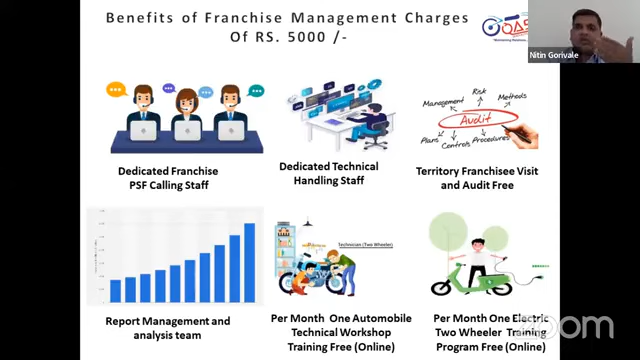 Benefits of Franchise Management Charges
Of RS. 5000 /-
OAS
Nitin Gorivale
Management
Risk
Methods
Audit
Plans
Controls
Procedures
Dedicated Franchise
PSF Calling Staff
Dedicated Technical
Handling Staff
Territory Franchisee Visit
and Audit Free
Technician (Two Wheeler)
Report Management and
analysis team
Per Month One Automobile
Technical Workshop
Training Free (Online)
Per Month One Electric
Two Wheeler Training
Program Free (Online)
zoom